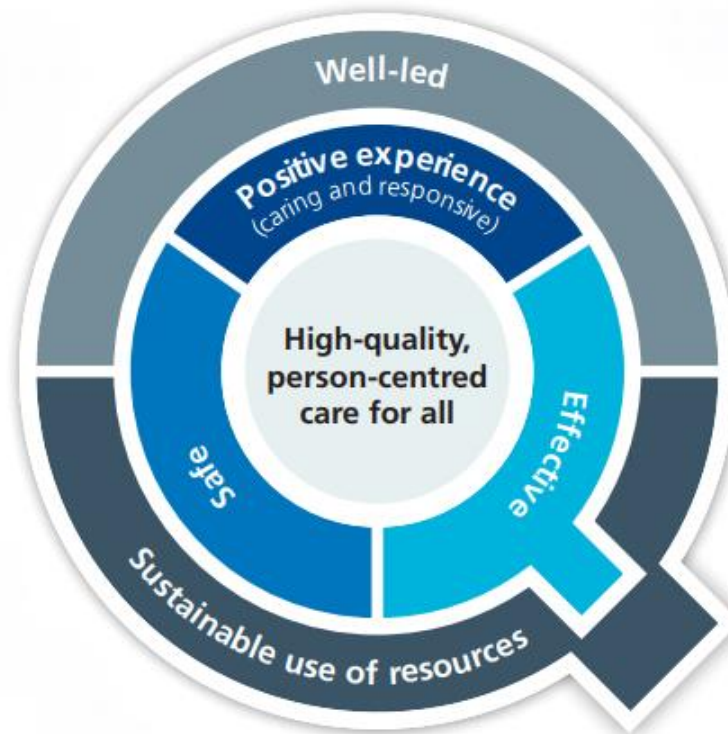 Well-led
Positive experience
(caring and responsive)
High-quality,
person-centred
care for all
Effective
Safe
Sustainable use of resources